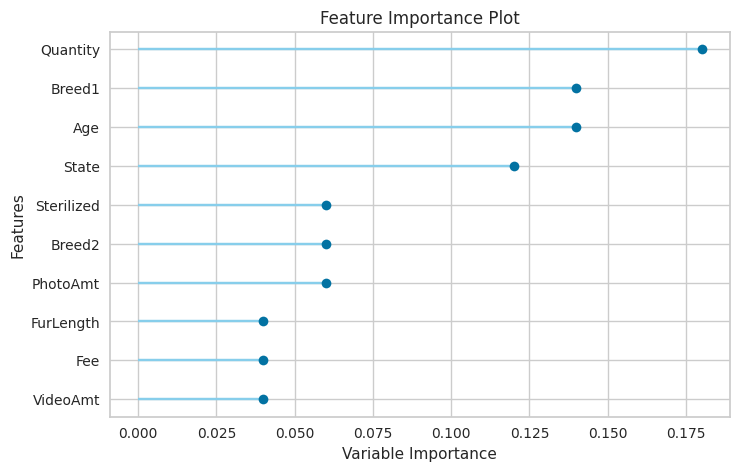 Feature Importance Plot
Features
Quantity
Breed1
Age
State
Sterilized
Breed2
PhotoAmt
FurLength
Fee
VideoAmt
0.000 0.025 0.050 0.075 0.100 0.125 0.150 0.175
Variable Importance